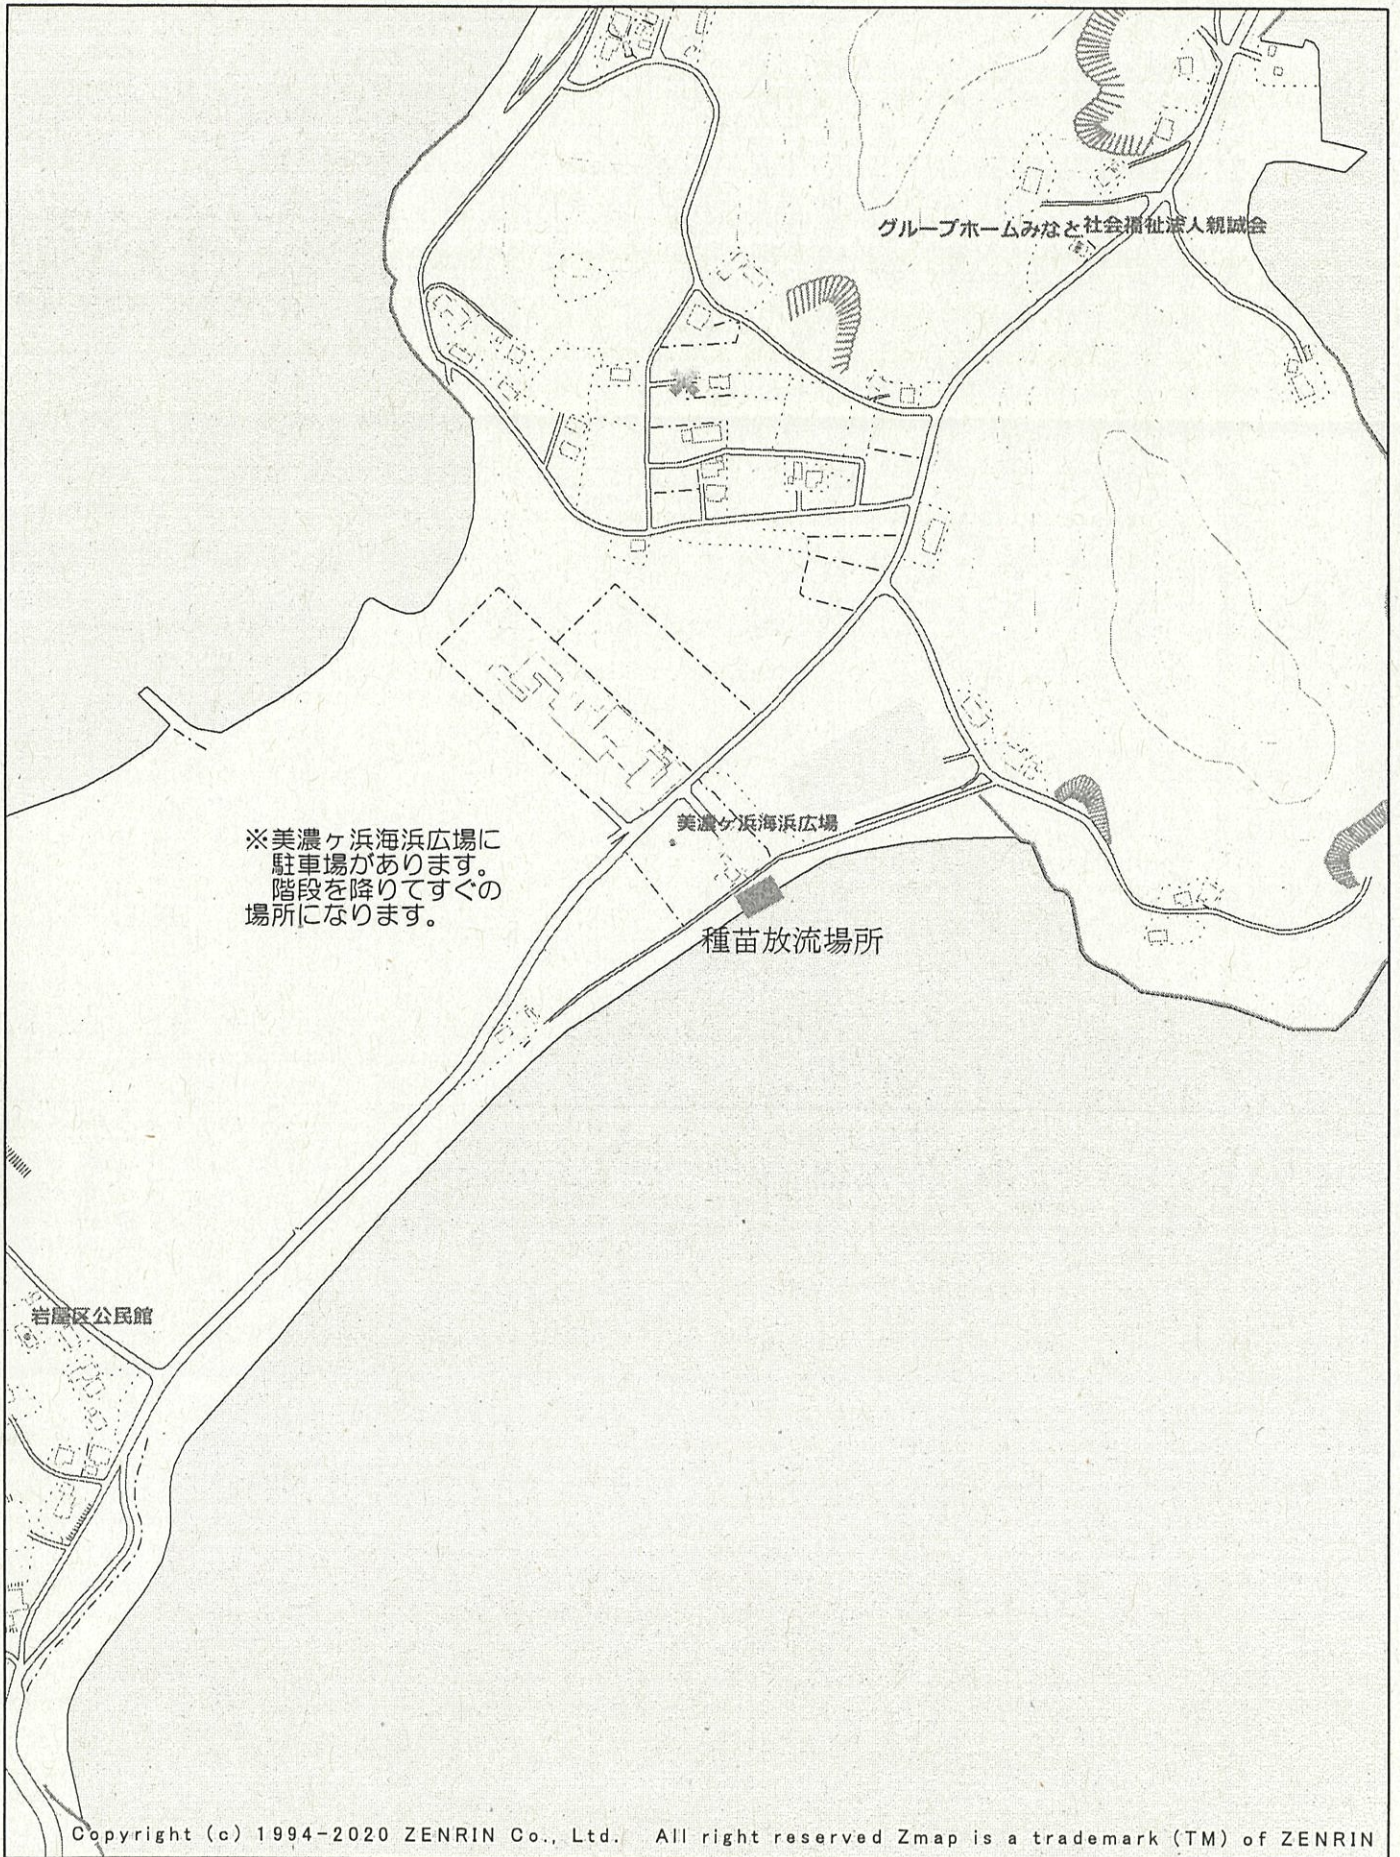 グループホームみなと
社会福祉法人親誠会
美濃ヶ浜海浜広場
※美濃ヶ浜海浜広場に
駐車場があります。
階段を降りてすぐの
場所になります。
種苗放流場所
岩屋区公民館
Copyright (c) 1994-2020 ZENRIN Co., Ltd. All right reserved Zmap is a trademark (TM) of ZENRIN